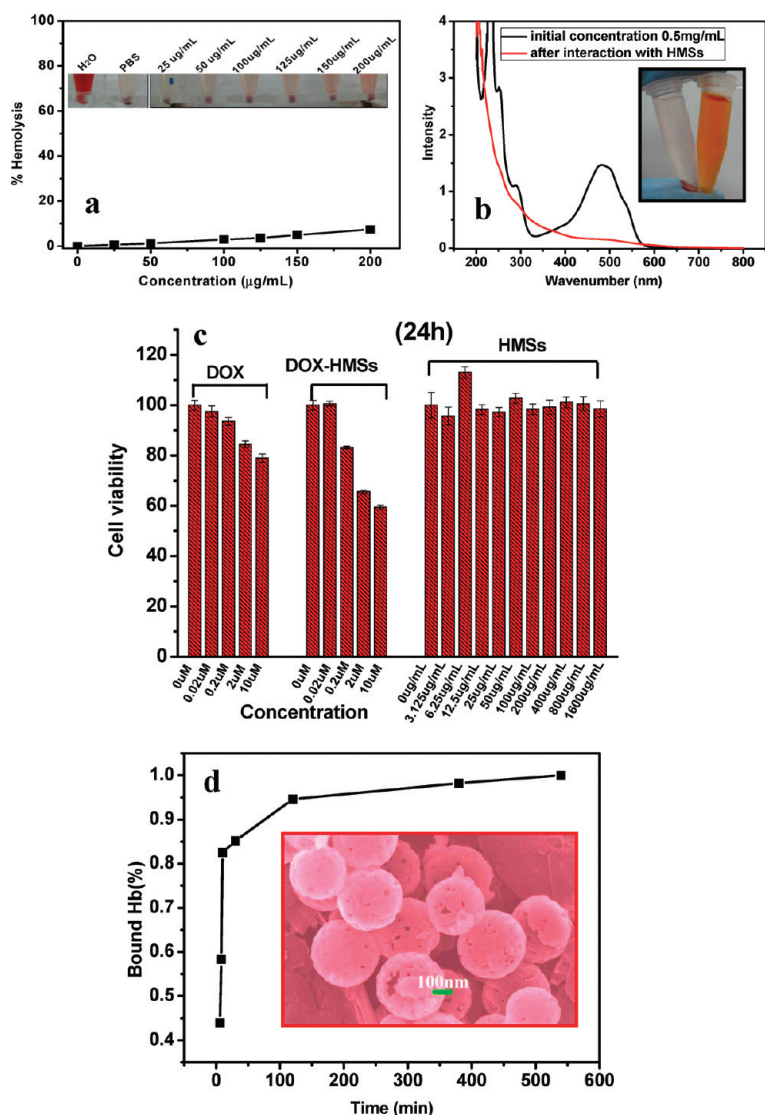 a
H2O PBS 25 ug/mL 50 ug/mL 100ug/mL 125ug/mL 150ug/mL 200ug/mL
100
80
60
40
20
0
% Hemolysis
0 50 100 150 200
Concentration (μg/mL)
b
initial concentration 0.5mg/mL
after interaction with HMSs
4
3
2
1
0
Intensity
200 300 400 500 600 700 800
Wavenumber (nm)
c
(24h)
DOX
DOX-HMSs
HMSs
120
100
80
60
40
20
0
Cell viability
0uM 0.02uM 0.2uM 2uM 10uM
0uM 0.02uM 0.2uM 2uM 10uM
0ug/mL 3.125ug/mL 6.25ug/mL 12.5ug/mL 25ug/mL 50ug/mL 100ug/mL 200ug/mL 400ug/mL 800ug/mL 1600ug/mL
Concentration
d
1.0
0.9
0.8
0.7
0.6
0.5
0.4
Bound Hb(%)
100nm
0 100 200 300 400 500 600
Time (min)